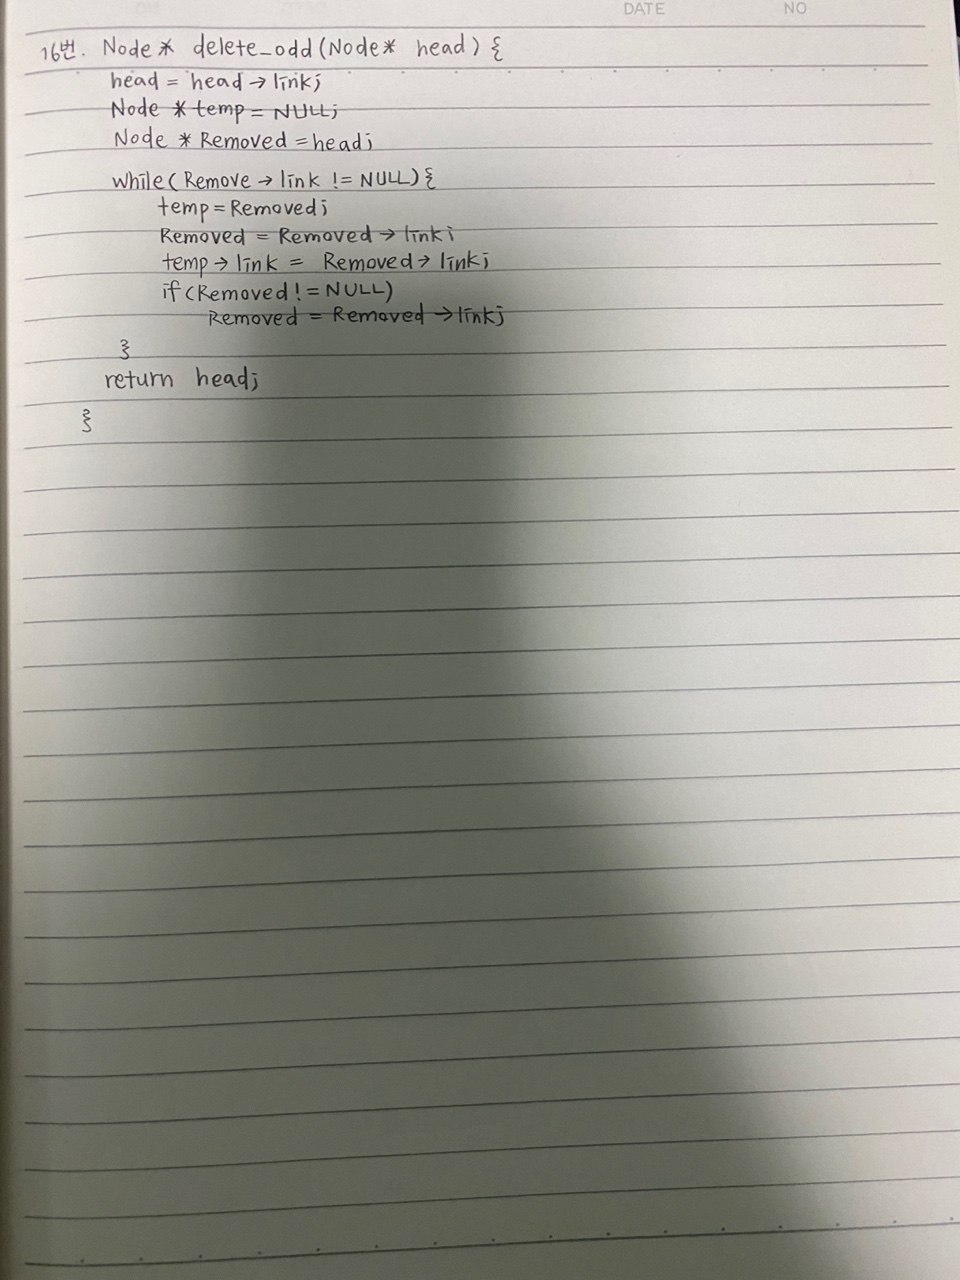 DATE NO
16번. Node * delete_odd(Node* head) {
head = head → link;
Node * temp = NULL;
Node * Removed = head;
while(Remove → link != NULL) {
temp = Removed;
Removed = Removed → link;
temp → link = Removed → link;
if (Removed != NULL)
Removed = Removed → link;
}
return head;
}